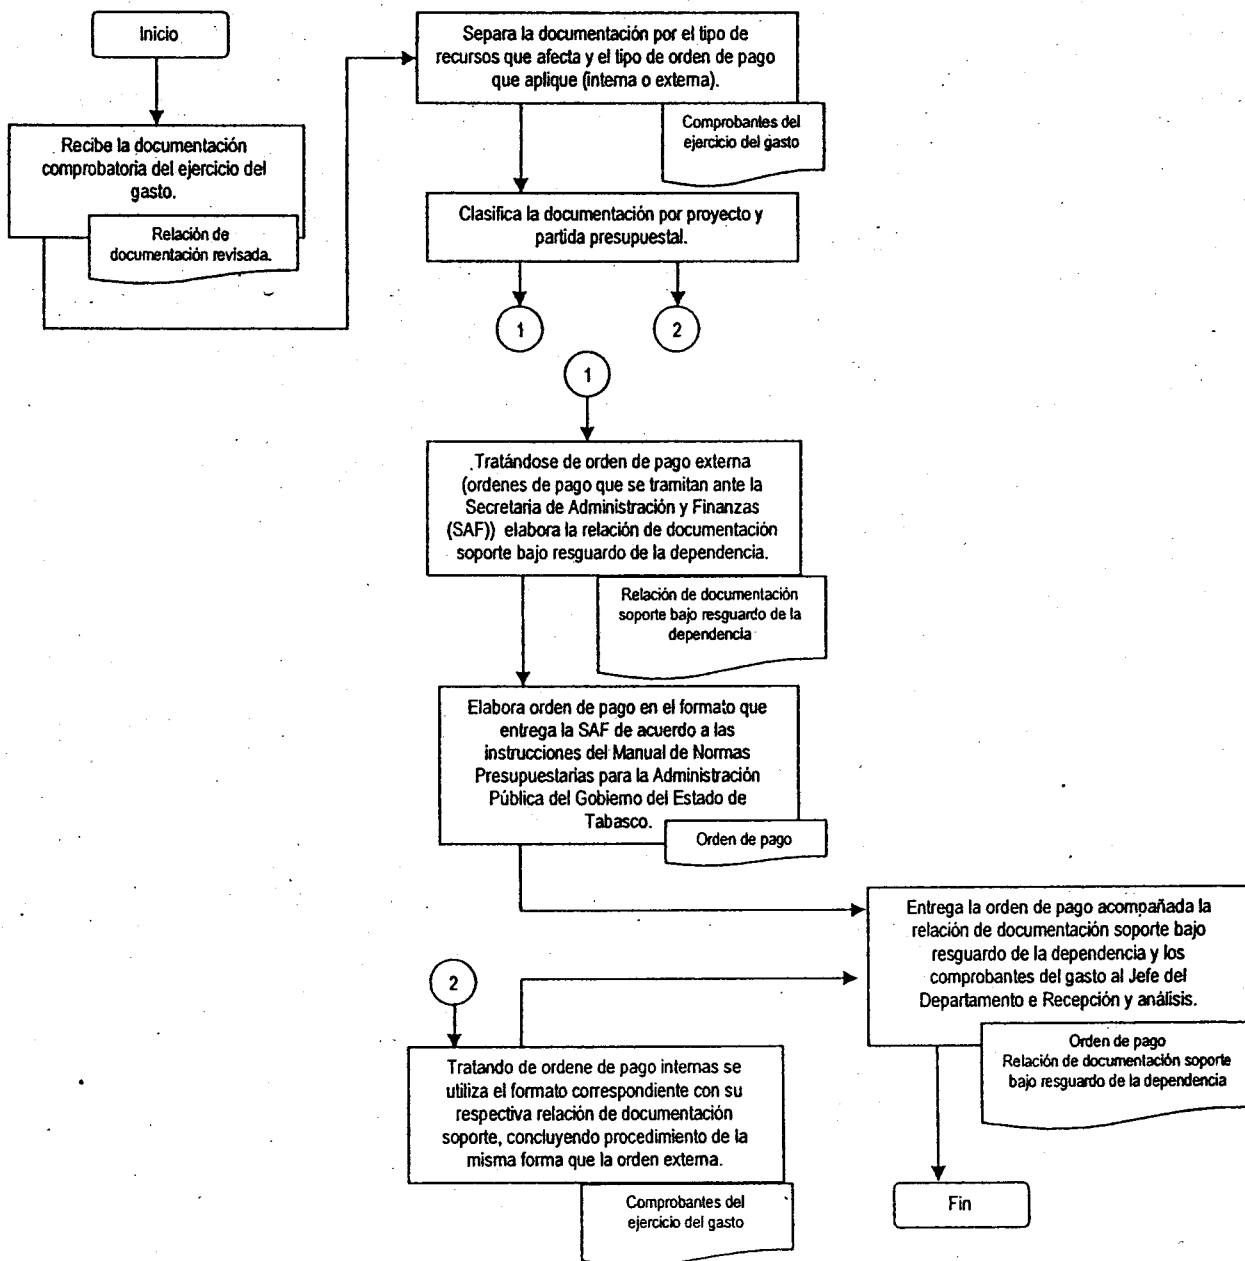 Inicio
Recibe la documentación
comprobatoria del ejercicio del
gasto.
Relación de
documentación revisada.
Separa la documentación por el tipo de
recursos que afecta y el tipo de orden de pago
que aplique (interna o externa).
Comprobantes del
ejercicio del gasto
Clasifica la documentación por proyecto y
partida presupuestal.
1
2
1
Tratándose de orden de pago externa
(ordenes de pago que se tramitan ante la
Secretaria de Administración y Finanzas
(SAF)) elabora la relación de documentación
soporte bajo resguardo de la dependencia.
Relación de documentación
soporte bajo resguardo de la
dependencia
Elabora orden de pago en el formato que
entrega la SAF de acuerdo a las
instrucciones del Manual de Normas
Presupuestarias para la Administración
Pública del Gobierno del Estado de
Tabasco.
Orden de pago
Entrega la orden de pago acompañada la
relación de documentación soporte bajo
resguardo de la dependencia y los
comprobantes del gasto al Jefe del
Departamento e Recepción y análisis.
Orden de pago
Relación de documentación soporte
bajo resguardo de la dependencia
2
Tratando de ordene de pago internas se
utiliza el formato correspondiente con su
respectiva relación de documentación
soporte, concluyendo procedimiento de la
misma forma que la orden externa.
Comprobantes del
ejercicio del gasto
Fin